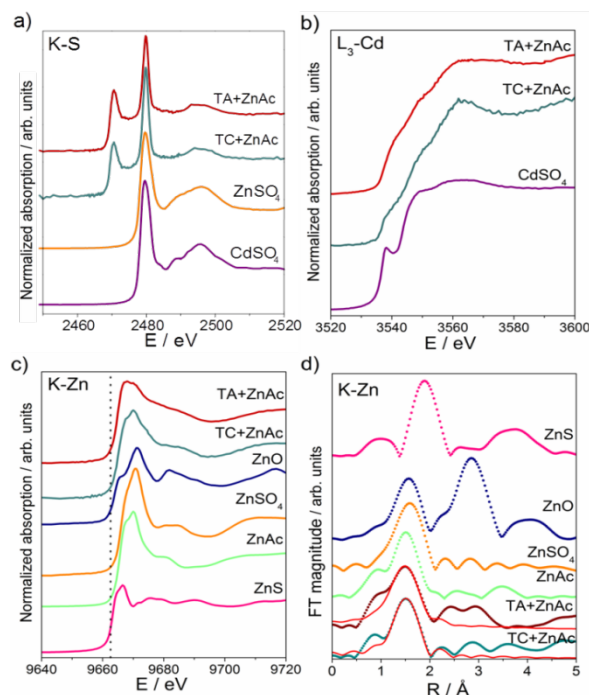 a)
K-S
TA+ZnAc
TC+ZnAc
ZnSO₄
CdSO₄
Normalized absorption / arb. units
2460 2480 2500 2520
E / eV
b)
L₃-Cd
TA+ZnAc
TC+ZnAc
CdSO₄
Normalized absorption / arb. units
3520 3540 3560 3580 3600
E / eV
c)
K-Zn
TA+ZnAc
TC+ZnAc
ZnO
ZnSO₄
ZnAc
ZnS
Normalized absorption / arb. units
9640 9660 9680 9700 9720
E / eV
d)
K-Zn
ZnS
ZnO
ZnSO₄
ZnAc
TA+ZnAc
TC+ZnAc
FT magnitude / arb. units
0 1 2 3 4 5
R / Å